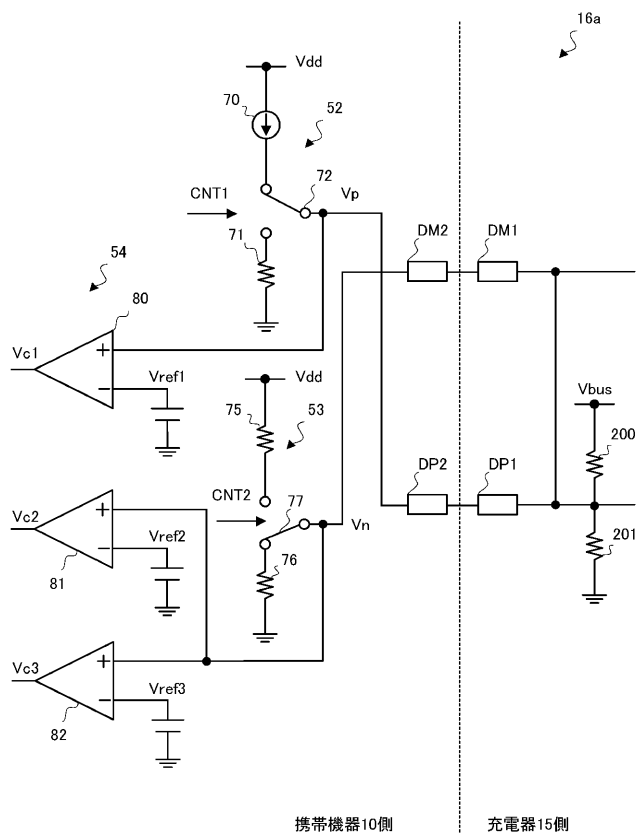 16a
Vdd
70
52
CNT1
72
Vp
71
DM2
DM1
54
80
Vc1
+
−
Vref1
Vdd
75
53
Vbus
200
CNT2
77
Vn
DP2
DP1
Vc2
+
−
Vref2
81
76
201
Vc3
+
−
Vref3
82
携帯機器10側
充電器15側